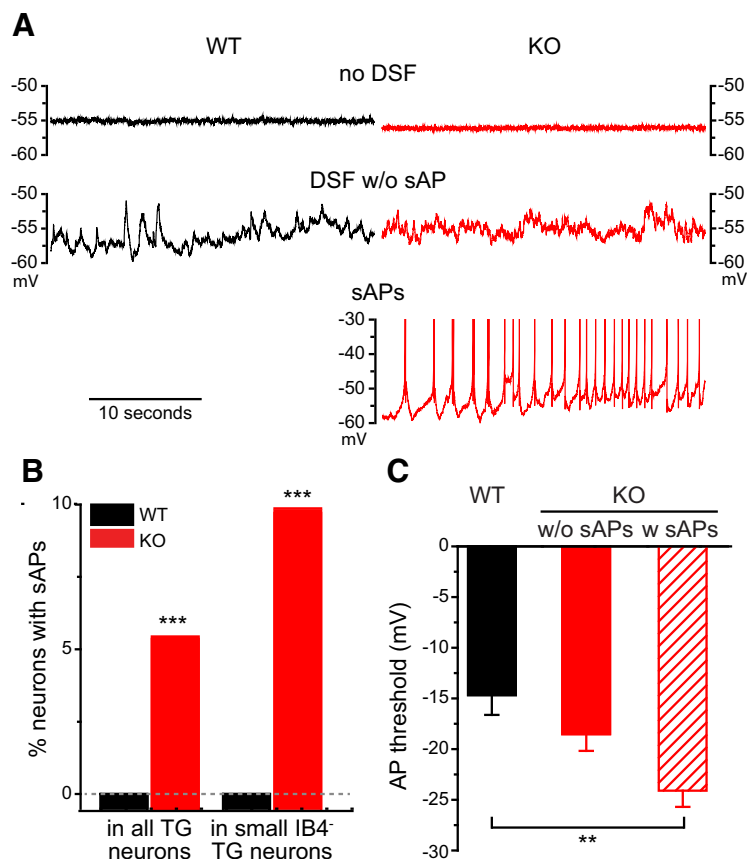 A
WT
KO
no DSF
-50
-55
-60
-50
-55
-60
DSF w/o sAP
-50
-55
-60
mV
-50
-55
-60
mV
sAPs
-30
-40
-50
-60
mV
10 seconds
B
WT
KO
% neurons with sAPs
10
5
0
***
***
in all TG
neurons
in small IB4-
TG neurons
C
WT
KO
w/o sAPs
w sAPs
AP threshold (mV)
0
-5
-10
-15
-20
-25
-30
**